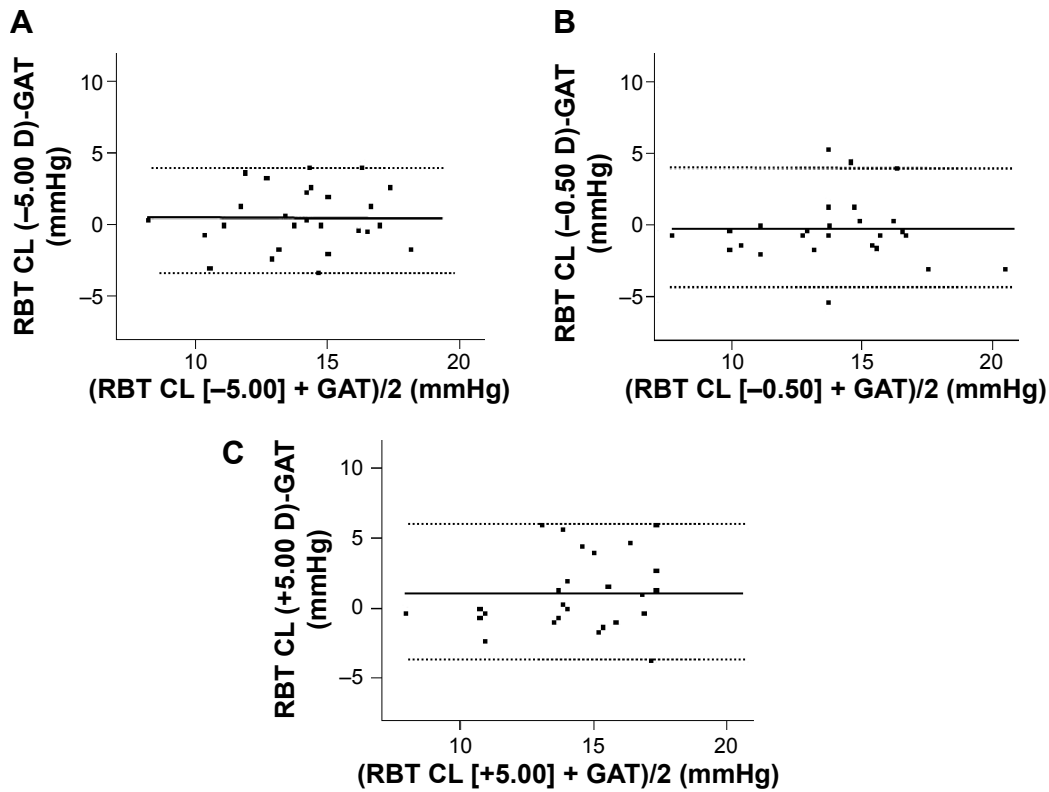 A
RBT CL (–5.00 D)-GAT
(mmHg)
10
5
0
–5
10
15
20
(RBT CL [–5.00] + GAT)/2 (mmHg)
B
RBT CL (–0.50 D)-GAT
(mmHg)
10
5
0
–5
10
15
20
(RBT CL [–0.50] + GAT)/2 (mmHg)
C
RBT CL (+5.00 D)-GAT
(mmHg)
10
5
0
–5
10
15
20
(RBT CL [+5.00] + GAT)/2 (mmHg)